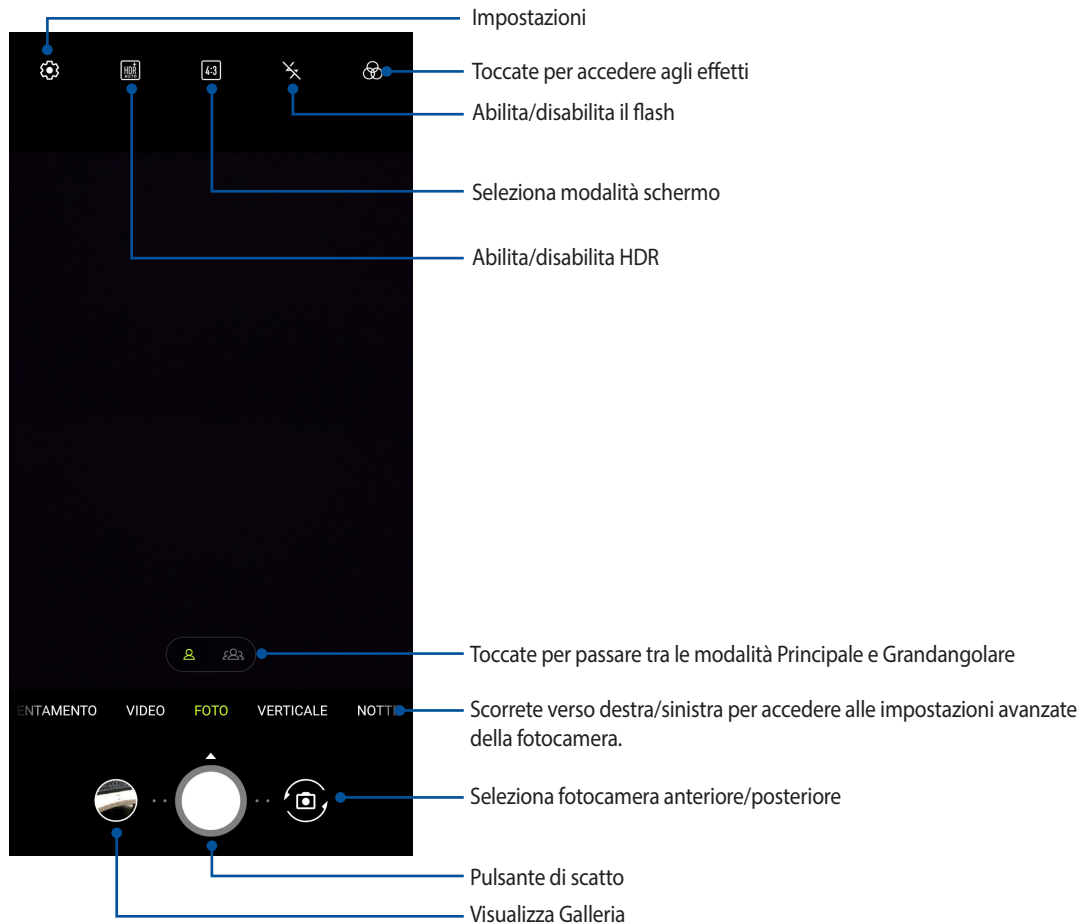 Impostazioni
Toccate per accedere agli effetti
Abilita/disabilita il flash
Seleziona modalità schermo
Abilita/disabilita HDR
HDR
AUTO
4:3
Toccate per passare tra le modalità Principale e Grandangolare
ENTAMENTO VIDEO FOTO VERTICALE NOTT
Scorrete verso destra/sinistra per accedere alle impostazioni avanzate
della fotocamera.
Seleziona fotocamera anteriore/posteriore
Pulsante di scatto
Visualizza Galleria